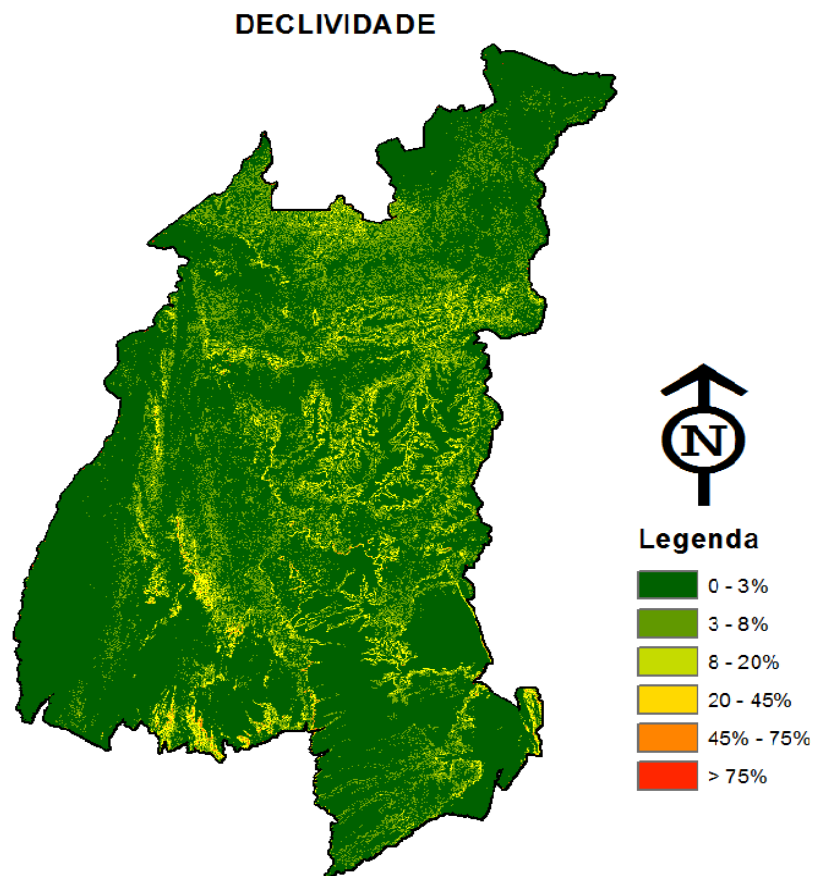 DECLIVIDADE
N
Legenda
0 - 3%
3 - 8%
8 - 20%
20 - 45%
45% - 75%
> 75%